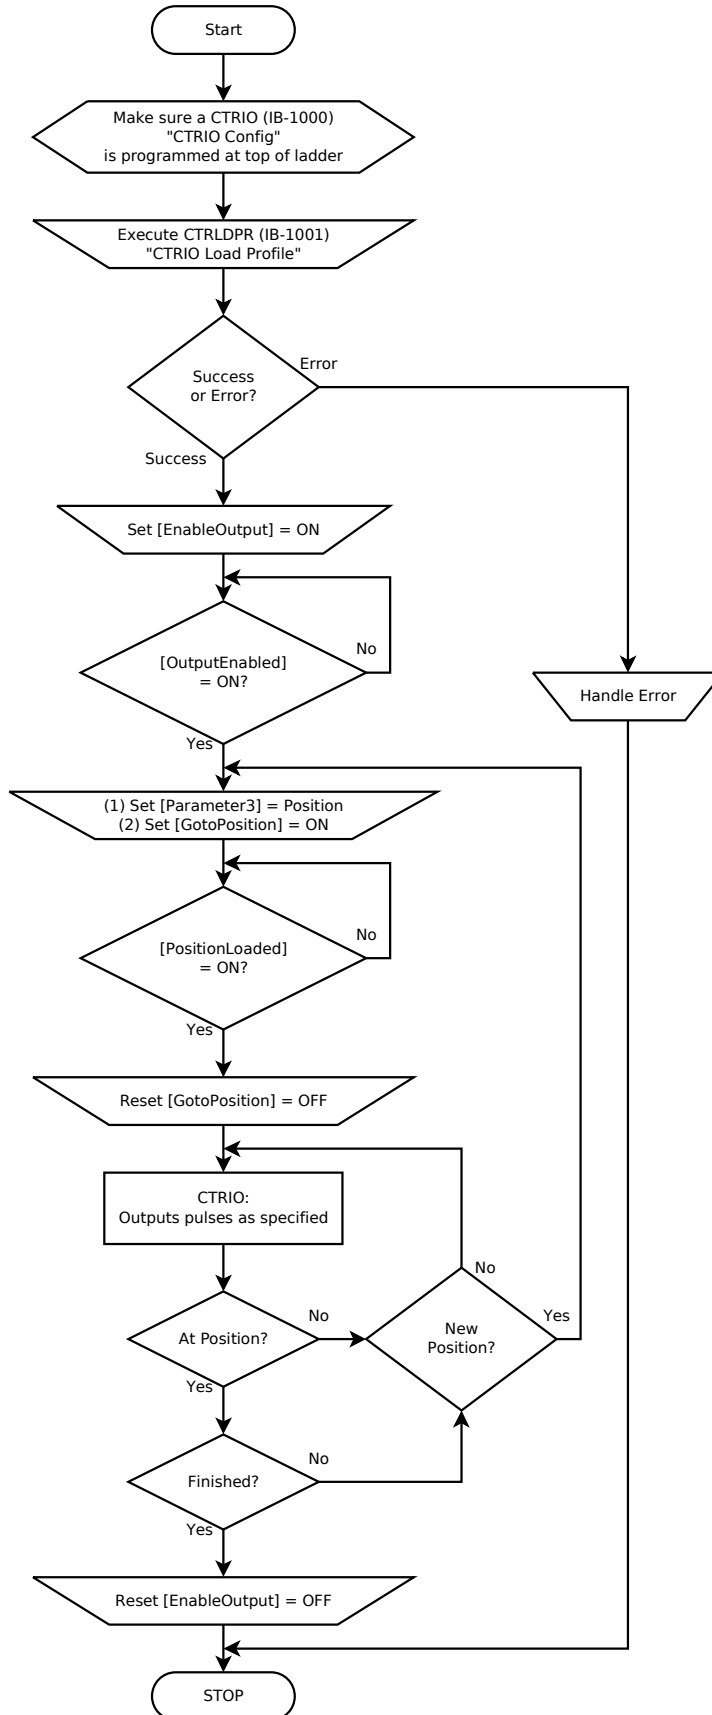 Start
Make sure a CTRIO (IB-1000)
"CTRIO Config"
is programmed at top of ladder
Execute CTRLDPR (IB-1001)
"CTRIO Load Profile"
Success
or Error?
Error
Success
Set [EnableOutput] = ON
[OutputEnabled]
= ON?
No
Yes
Handle Error
(1) Set [Parameter3] = Position
(2) Set [GotoPosition] = ON
[PositionLoaded]
= ON?
No
Yes
Reset [GotoPosition] = OFF
CTRIO:
Outputs pulses as specified
At Position?
No
Yes
New
Position?
No
Yes
Finished?
No
Yes
Reset [EnableOutput] = OFF
STOP